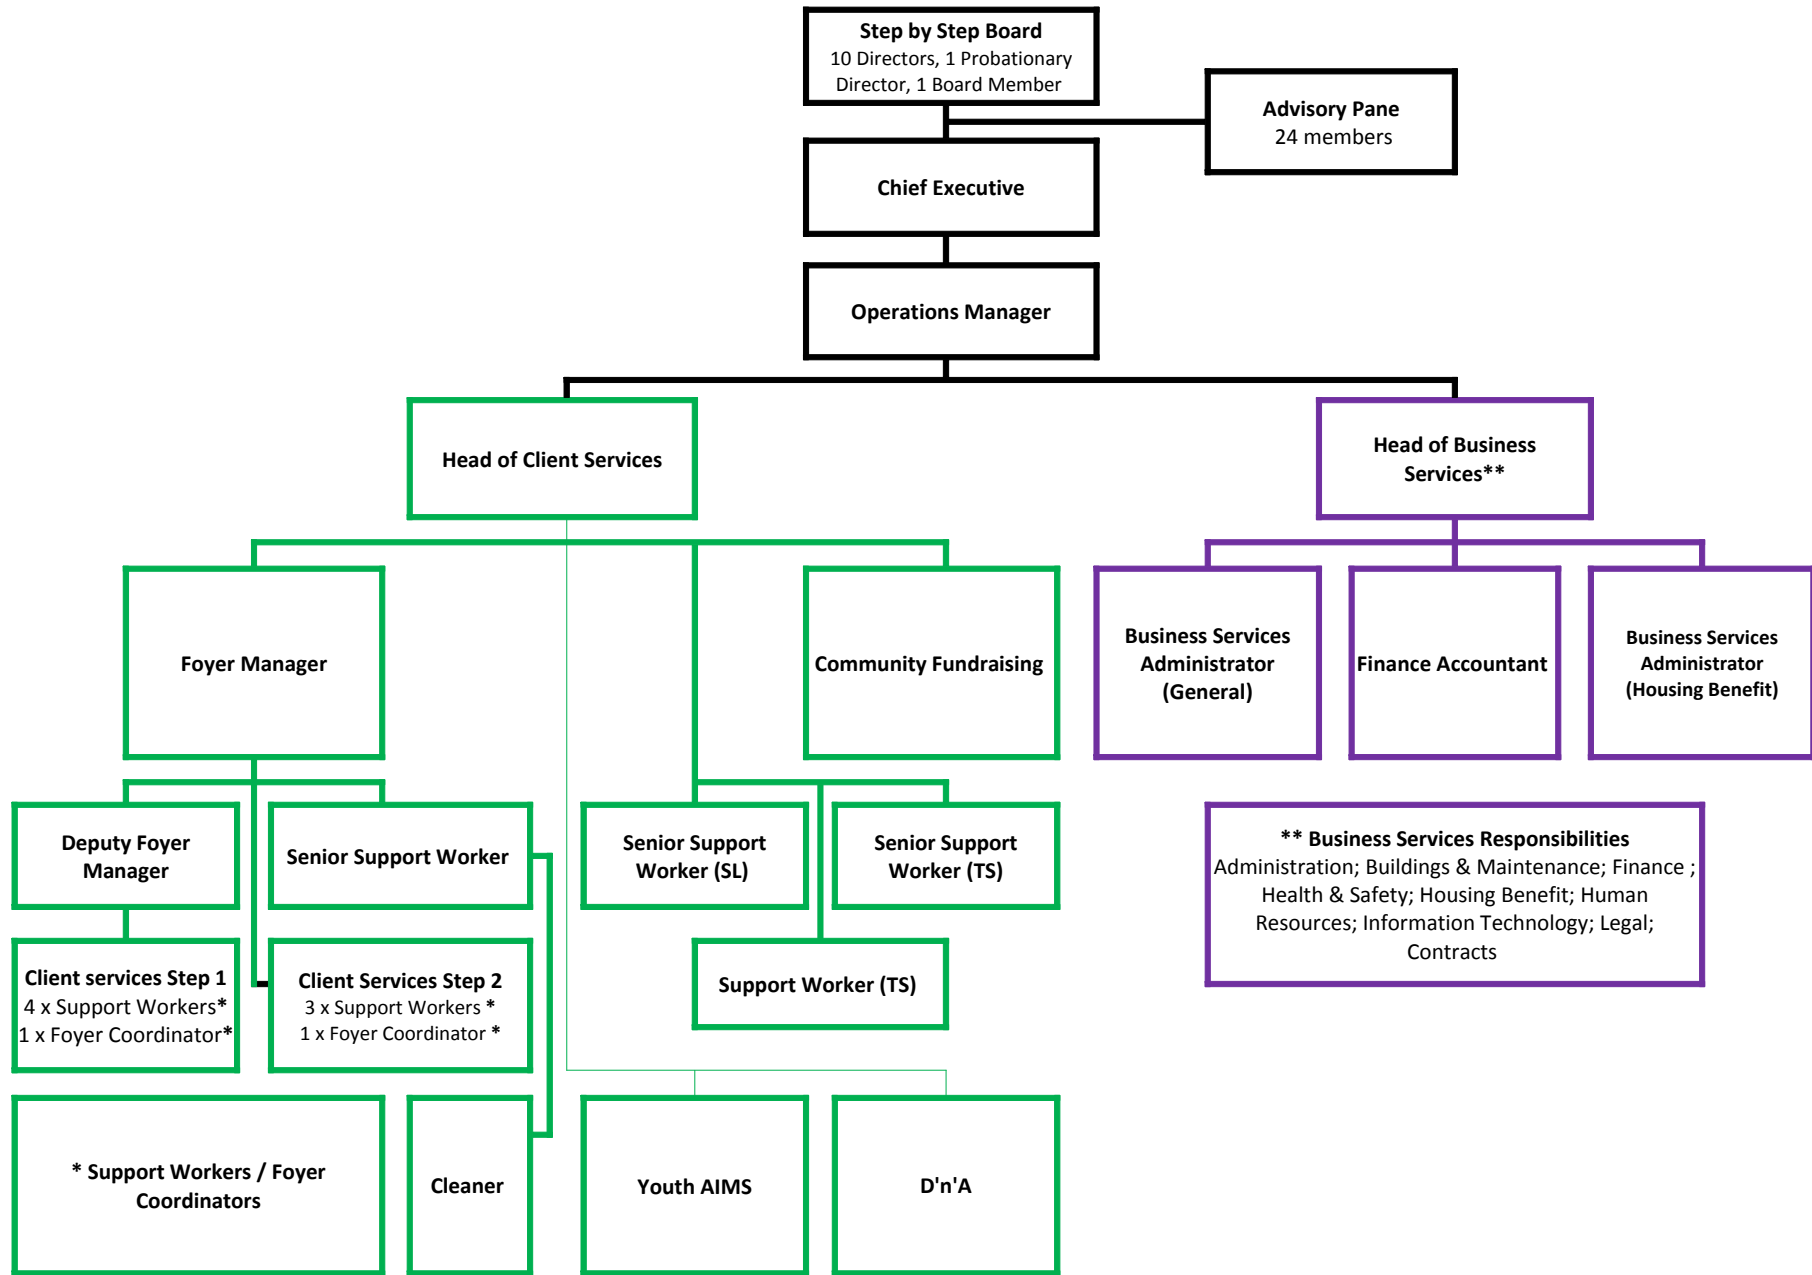 Step by Step Board
10 Directors, 1 Probationary
Director, 1 Board Member
Advisory Pane
24 members
Chief Executive
Operations Manager
Head of Client Services
Head of Business
Services**
Foyer Manager
Community Fundraising
Business Services
Administrator
(General)
Finance Accountant
Business Services
Administrator
(Housing Benefit)
Deputy Foyer
Manager
Senior Support Worker
Senior Support
Worker (SL)
Senior Support
Worker (TS)
** Business Services Responsibilities
Administration; Buildings & Maintenance; Finance ;
Health & Safety; Housing Benefit; Human
Resources; Information Technology; Legal;
Contracts
Client services Step 1
4 x Support Workers*
1 x Foyer Coordinator*
Client Services Step 2
3 x Support Workers *
1 x Foyer Coordinator *
Support Worker (TS)
* Support Workers / Foyer
Coordinators
Cleaner
Youth AIMS
D'n'A